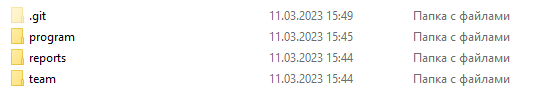 .git 11.03.2023 15:49 Папка с файлами
program 11.03.2023 15:45 Папка с файлами
reports 11.03.2023 15:44 Папка с файлами
team 11.03.2023 15:44 Папка с файлами